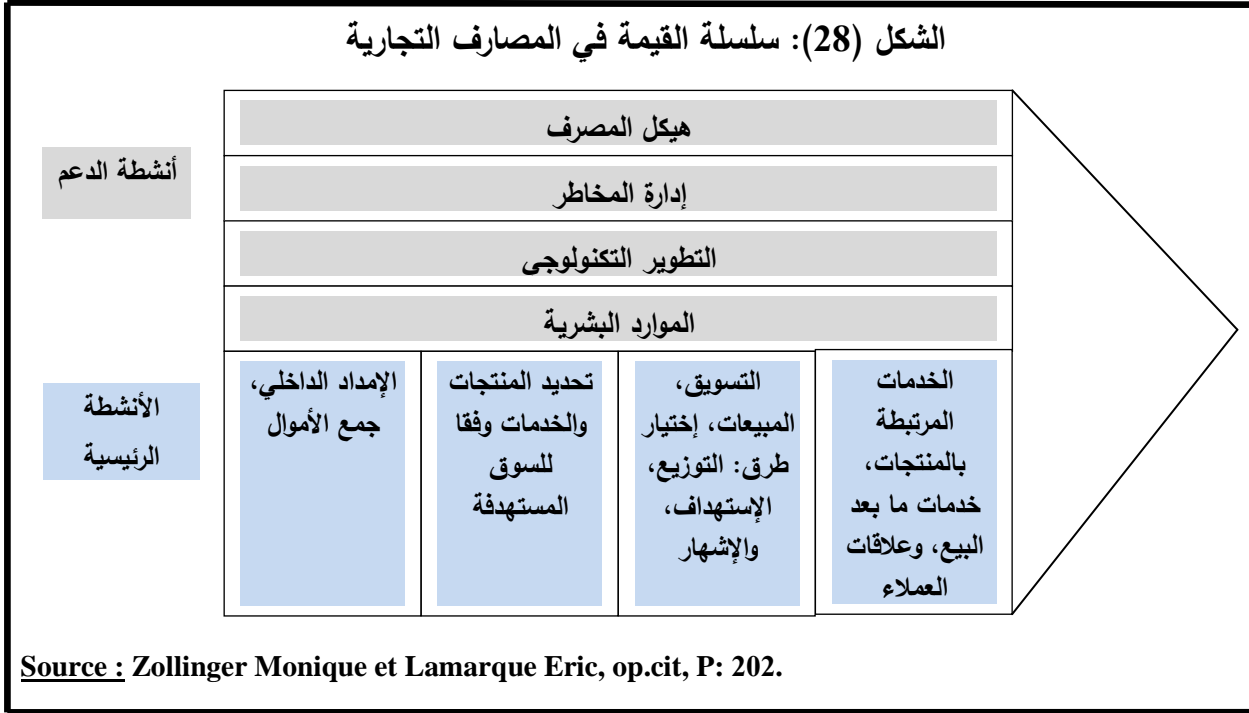 الشكل (28): سلسلة القيمة في المصارف التجارية
أنشطة الدعم
هيكل المصرف
إدارة المخاطر
التطوير التكنولوجي
الموارد البشرية
الأنشطة
الرئيسية
الإمداد الداخلي،
جمع الأموال
تحديد المنتجات
والخدمات وفقا
للسوق
المستهدفة
التسويق،
المبيعات، إختيار
طرق: التوزيع،
الإستهداف،
والإشهار
الخدمات
المرتبطة
بالمنتجات،
خدمات ما بعد
البيع، وعلاقات
العملاء
Source : Zollinger Monique et Lamarque Eric, op.cit, P: 202.